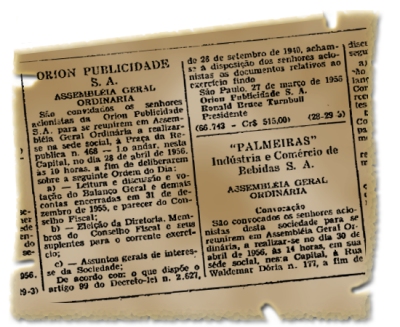 ORION PUBLICIDADE
S. A.
ASSEMBLÉIA GERAL
ORDINARIA
São convidados os senhores
acionistas da Orion Publicidade
S.A. para se reunirem em Assem-
bléia Geral Ordinária a realizar-
se na sede social, à Praça da Re-
publica n. 468 — 1.o andar, nesta
Capital, no dia 28 de abril de 1956,
às 10 horas, a fim de deliberarem
sobre a seguinte Ordem do Dia:
a) — Leitura e discussão e vo-
tação do Balanço Geral e demais
contas encerradas em 31 de de-
zembro de 1955, e parecer do Con-
selho Fiscal;
b) — Eleição da Diretoria, Mem-
bros do Conselho Fiscal e seus
suplentes para o corrente exercí-
cio;
c) — Assuntos gerais de interes-
se da Sociedade;
De acordo com o que dispõe o
artigo 99 do Decreto-lei n. 2.627,
de 26 de setembro de 1940, acham-
se à disposição dos senhores acio-
nistas os documentos relativos ao
exercício findo
São Paulo, 27 de março de 1956
Orion Publicidade S. A.
Ronald Bruce Turnbull
Presidente
(66.743 — Cr$ 515,00) (28-29 3)
"PALMEIRAS"
Indústria e Comércio de
Bebidas S. A.
ASSEMBLÉIA GERAL
ORDINÁRIA
Convocação
São convocados os senhores acio-
nistas desta sociedade para se
reunirem em Assembléia Geral Or-
dinária, a realizar-se no dia 30 de
abril de 1956, às 14 horas, em sua
séde social, nesta Capital, à Rua
Waldemar Dória n. 177, a fim de